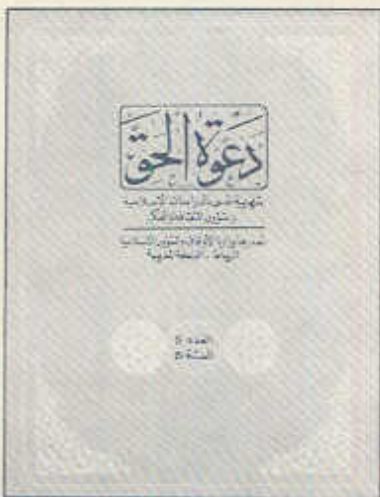 دعوة الحق
شهرية تعنى بالدراسات الإسلامية
وبشؤون الثقافة والفكر
تصدرها وزارة الأوقاف والشؤون الإسلامية
الرباط - المملكة المغربية
العدد
السنة